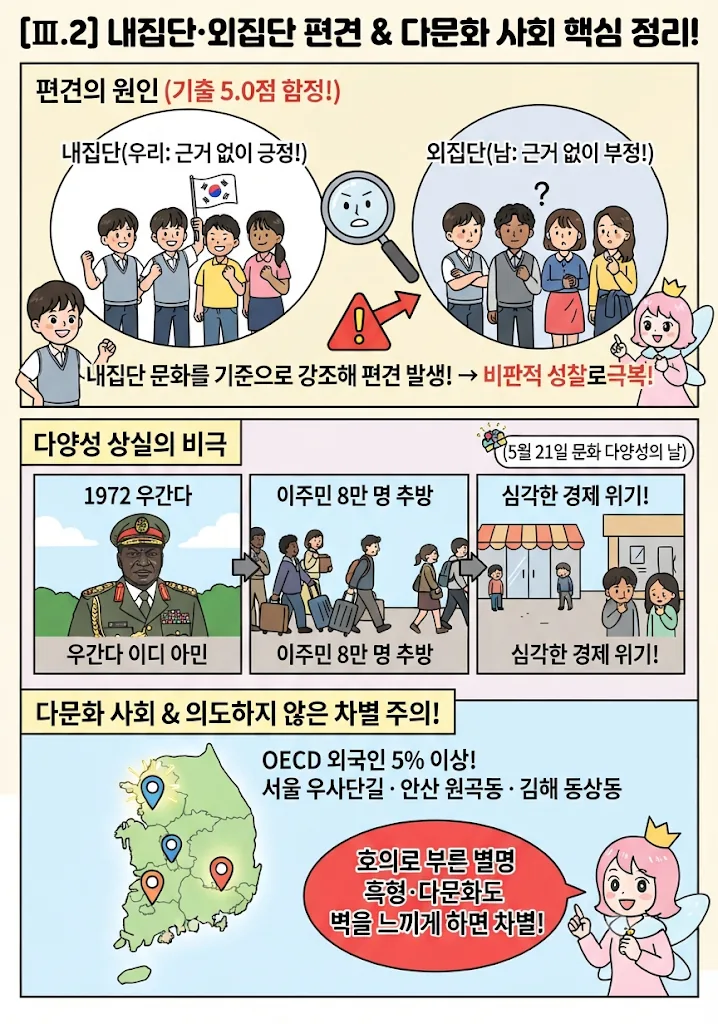 [Ⅲ.2] 내집단·외집단 편견 & 다문화 사회 핵심 정리!
편견의 원인 (기출 5.0점 함정!)
내집단(우리: 근거 없이 긍정!)
외집단(남: 근거 없이 부정!)
?
!
내집단 문화를 기준으로 강조해 편견 발생! → 비판적 성찰로극복!
다양성 상실의 비극
(5월 21일 문화 다양성의 날)
1972 우간다
우간다 이디 아민
이주민 8만 명 추방
이주민 8만 명 추방
심각한 경제 위기!
심각한 경제 위기!
다문화 사회 & 의도하지 않은 차별 주의!
OECD 외국인 5% 이상!
서울 우사단길 · 안산 원곡동 · 김해 동상동
호의로 부른 별명
흑형·다문화도
벽을 느끼게 하면 차별!